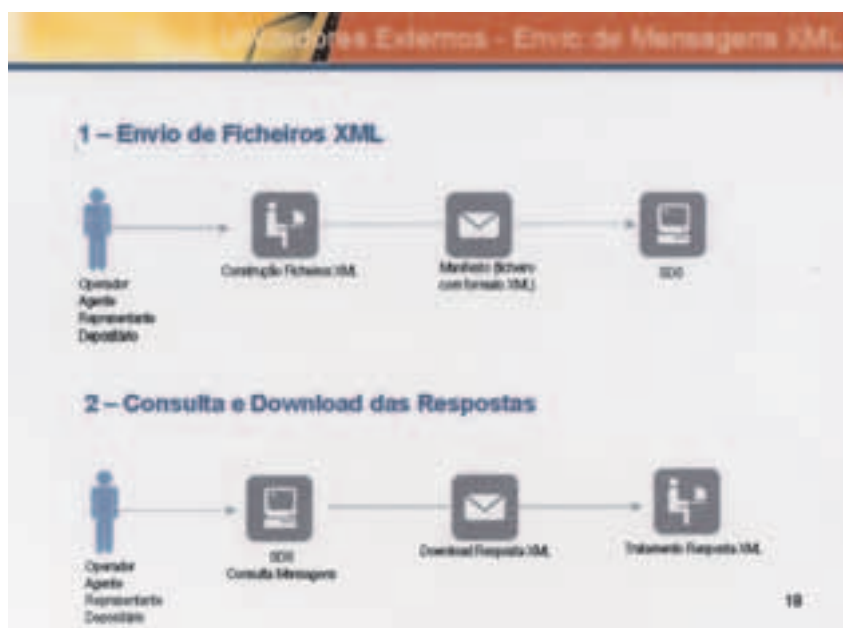 Utilizadores Externos - Envio de Mensagens XML
1 – Envio de Ficheiros XML
Operador
Agente
Representante
Depositário
Construção Ficheiros XML
Manifesto (ficheiro
com formato XML)
SDS
2 – Consulta e Download das Respostas
Operador
Agente
Representante
Depositário
SDS
Consulta Mensagens
Download Resposta XML
Tratamento Resposta XML